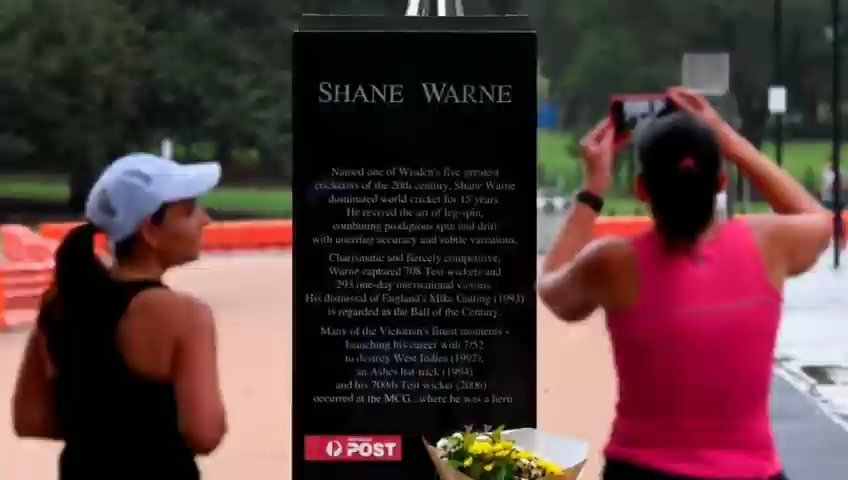 SHANE WARNE
Named one of Wisden's five greatest
cricketers of the 20th century, Shane Warne
dominated world cricket for 15 years.
He revived the art of leg-spin,
combining prodigious spin and drift
with unerring accuracy and subtle variations.
Charismatic and fiercely competitive,
Warne captured 708 Test wickets and
293 one-day international victims.
His dismissal of England's Mike Gatting (1993)
is regarded as the Ball of the Century.
Many of the Victorian's finest moments -
launching his career with 7/52
to destroy West Indies (1992),
an Ashes hat-trick (1994)
and his 700th Test wicket (2006)
occurred at the MCG...where he was a hero.
POST